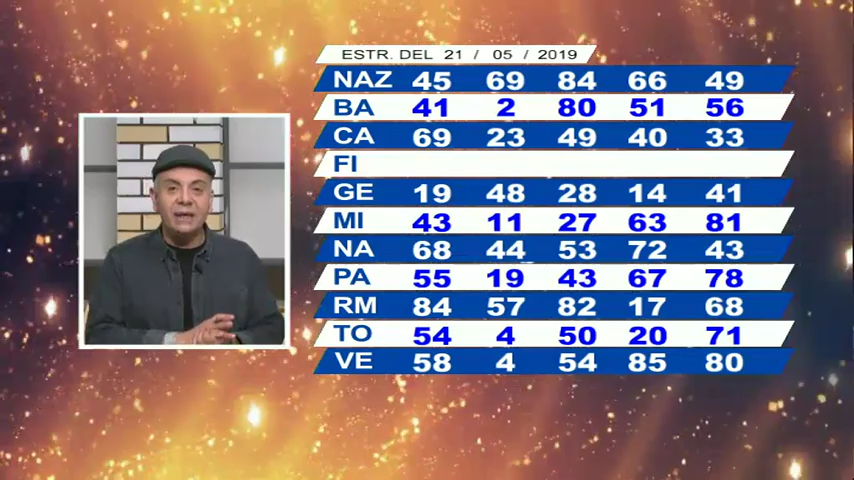 ESTR. DEL 21 / 05 / 2019
NAZ 45 69 84 66 49
BA 41 2 80 51 56
CA 69 23 49 40 33
FI
GE 19 48 28 14 41
MI 43 11 27 63 81
NA 68 44 53 72 43
PA 55 19 43 67 78
RM 84 57 82 17 68
TO 54 4 50 20 71
VE 58 4 54 85 80